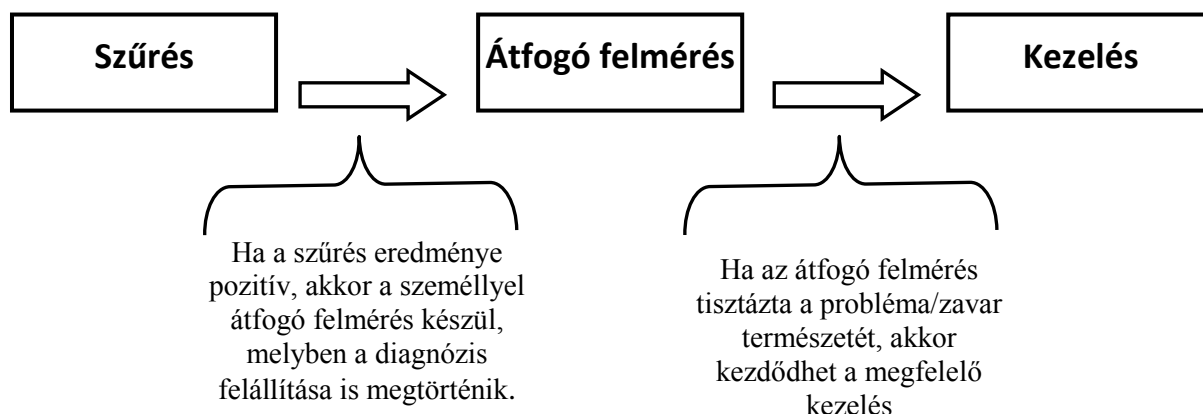 Szűrés
Átfogó felmérés
Kezelés
Ha a szűrés eredménye
pozitív, akkor a személlyel
átfogó felmérés készül,
melyben a diagnózis
felállítása is megtörténik.
Ha az átfogó felmérés
tisztázta a probléma/zavar
természetét, akkor
kezdődhet a megfelelő
kezelés